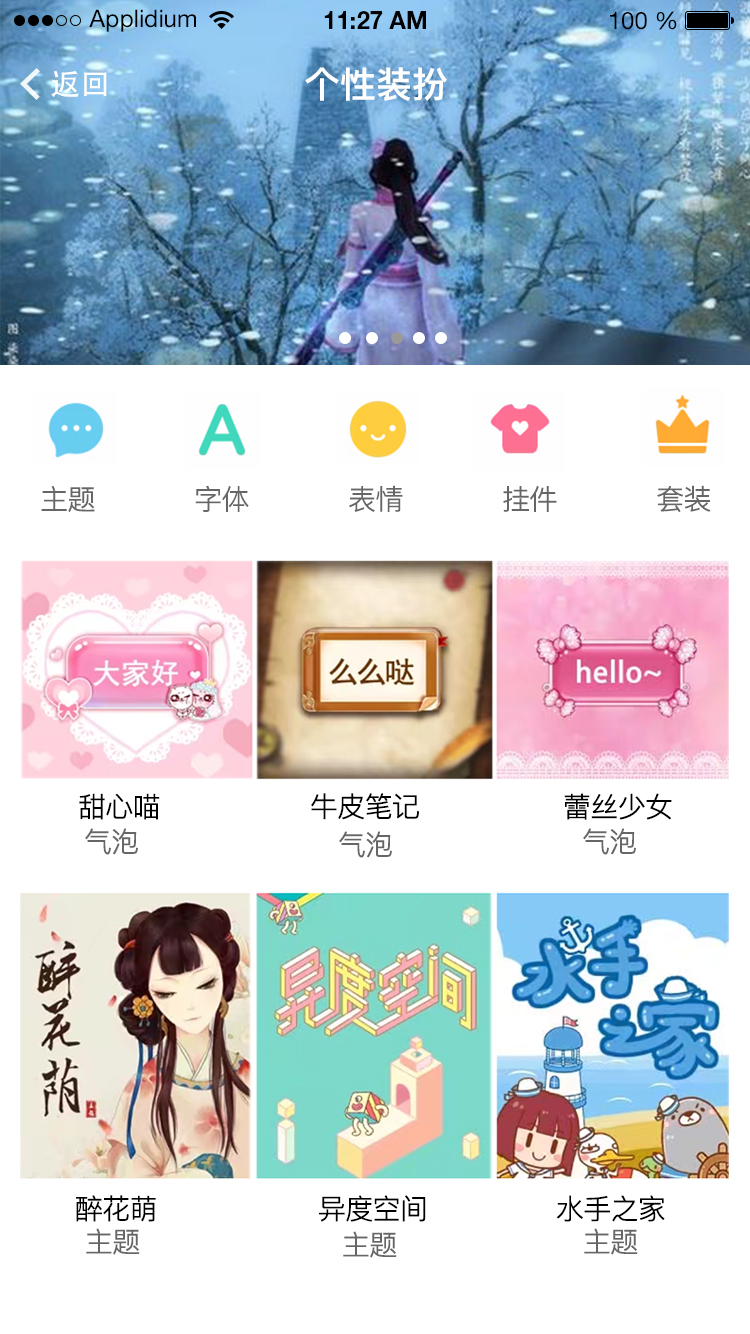 Applidium 11:27 AM 100 %
返回 个性装扮
主题 字体 表情 挂件 套装
大家好 么么哒 hello~
甜心喵 牛皮笔记 蕾丝少女
气泡 气泡 气泡
醉花荫 异度空间 水手之家
醉花萌 异度空间 水手之家
主题 主题 主题